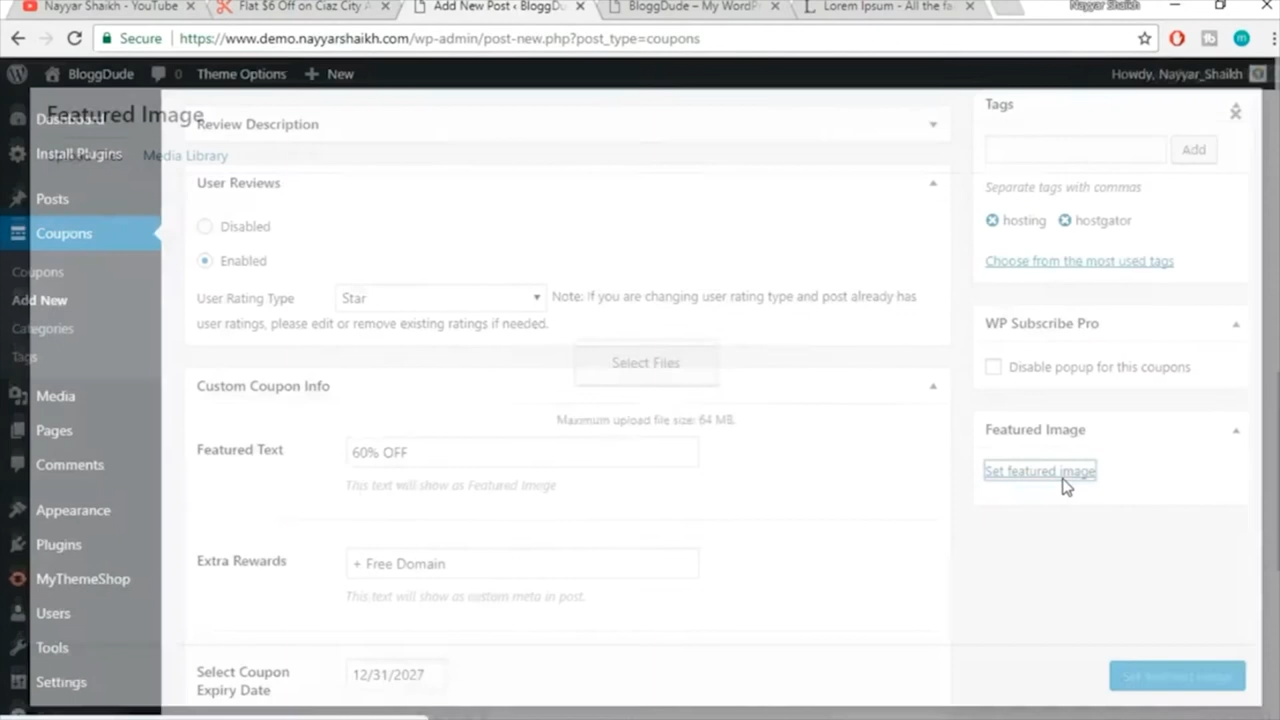 Nayyar Shaikh - YouTube
Flat $6 Off on Ciaz City A
Add New Post ‹ BloggDu
BloggDude – My WordP
Lorem Ipsum - All the fa
Nayyar Shaikh
Secure
https://www.demo.nayyarshaikh.com/wp-admin/post-new.php?post_type=coupons
BloggDude
0
Theme Options
New
Howdy, Nayyar_Shaikh
Featured Image
Media Library
Dashboard
Install Plugins
Posts
Coupons
Coupons
Add New
Categories
Tags
Media
Pages
Comments
Appearance
Plugins
MyThemeShop
Users
Tools
Settings
Review Description
User Reviews
Disabled
Enabled
User Rating Type
Star
Note: If you are changing user rating type and post already has
user ratings, please edit or remove existing ratings if needed.
Select Files
Maximum upload file size: 64 MB.
Custom Coupon Info
Featured Text
60% OFF
This text will show as Featured Image
Extra Rewards
+ Free Domain
This text will show as custom meta in post.
Select Coupon
Expiry Date
12/31/2027
Tags
Add
Separate tags with commas
hosting
hostgator
Choose from the most used tags
WP Subscribe Pro
Disable popup for this coupons
Featured Image
Set featured image
Set featured image